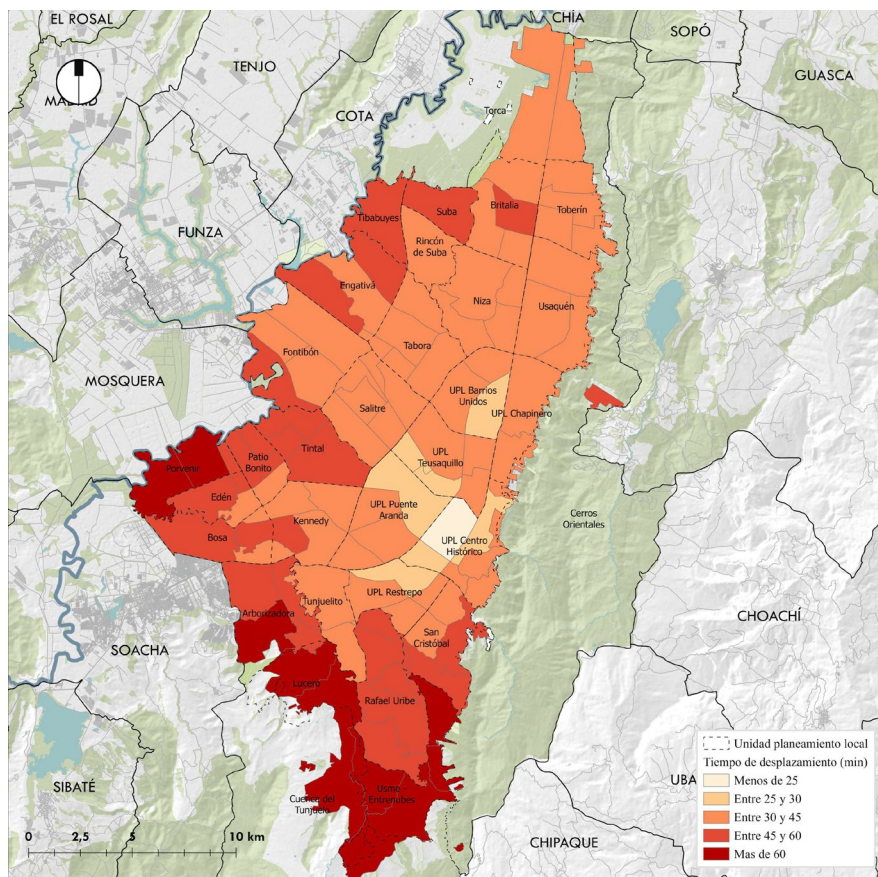 CHÍA
EL ROSAL
SOPÓ
TENJO
GUASCA
MADRID
COTA
Torca
Tibabuyes
Suba
Britalia
Toberín
FUNZA
Rincón
de Suba
Engativá
Niza
Usaquén
Fontibón
Tabora
MOSQUERA
UPL Barrios
Unidos
Salitre
UPL Chapinero
Tintal
Patio
Bonito
UPL
Teusaquillo
Porvenir
Edén
UPL Puente
Aranda
Kennedy
Cerros
Orientales
Bosa
UPL Centro
Histórico
UPL Restrepo
Tunjuelito
Arborizadora
CHOACHÍ
San
Cristóbal
SOACHA
Lucero
Rafael Uribe
Unidad planeamiento local
Tiempo de desplazamiento (min)
Menos de 25
Entre 25 y 30
Entre 30 y 45
Entre 45 y 60
Mas de 60
UBA
SIBATÉ
Usme -
Entrenubes
Cuenca del
Tunjuelo
0 2,5 5 10 km
CHIPAQUE